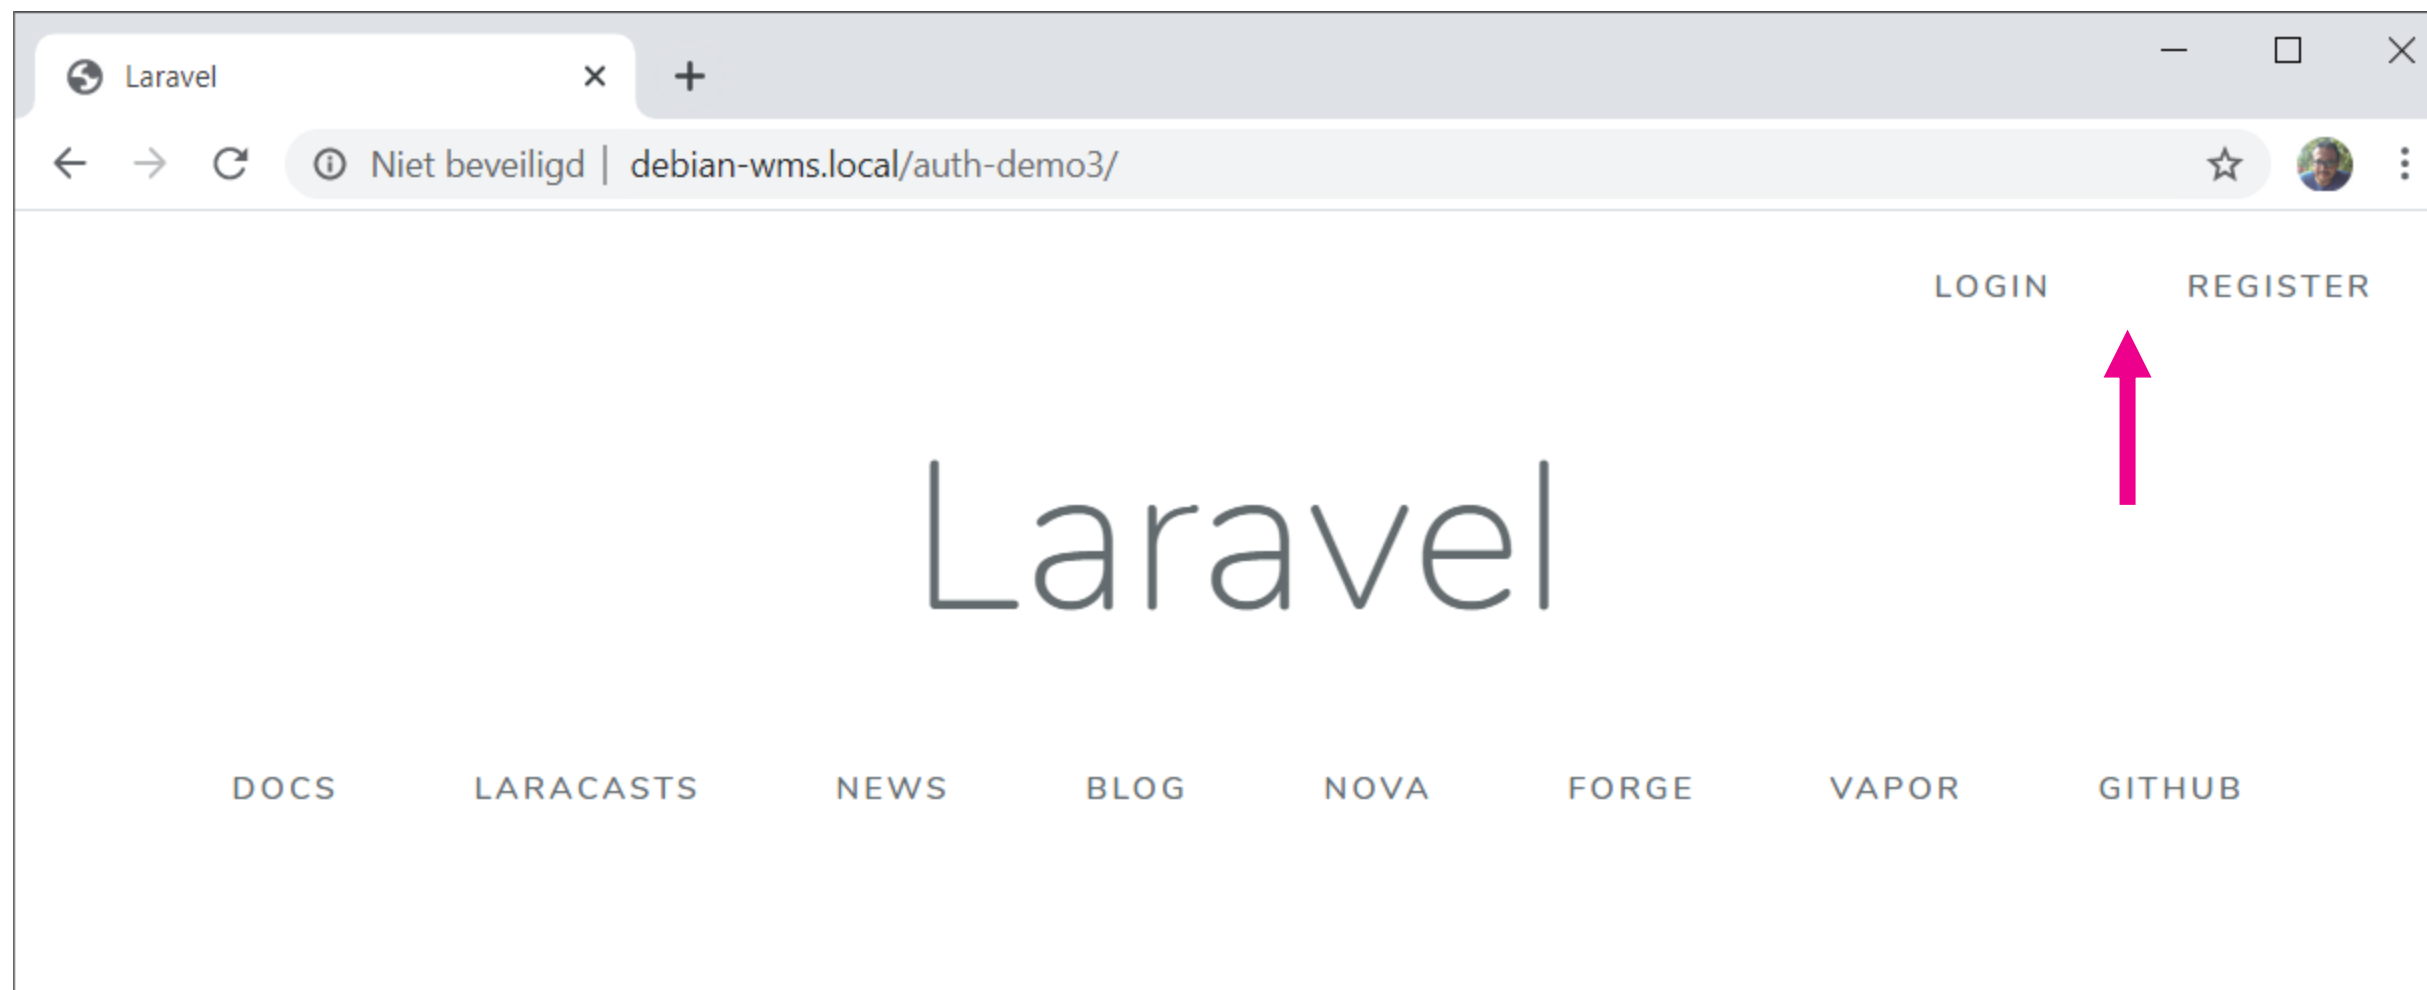 Laravel
Niet beveiligd | debian-wms.local/auth-demo3/
LOGIN REGISTER
Laravel
DOCS LARACASTS NEWS BLOG NOVA FORGE VAPOR GITHUB